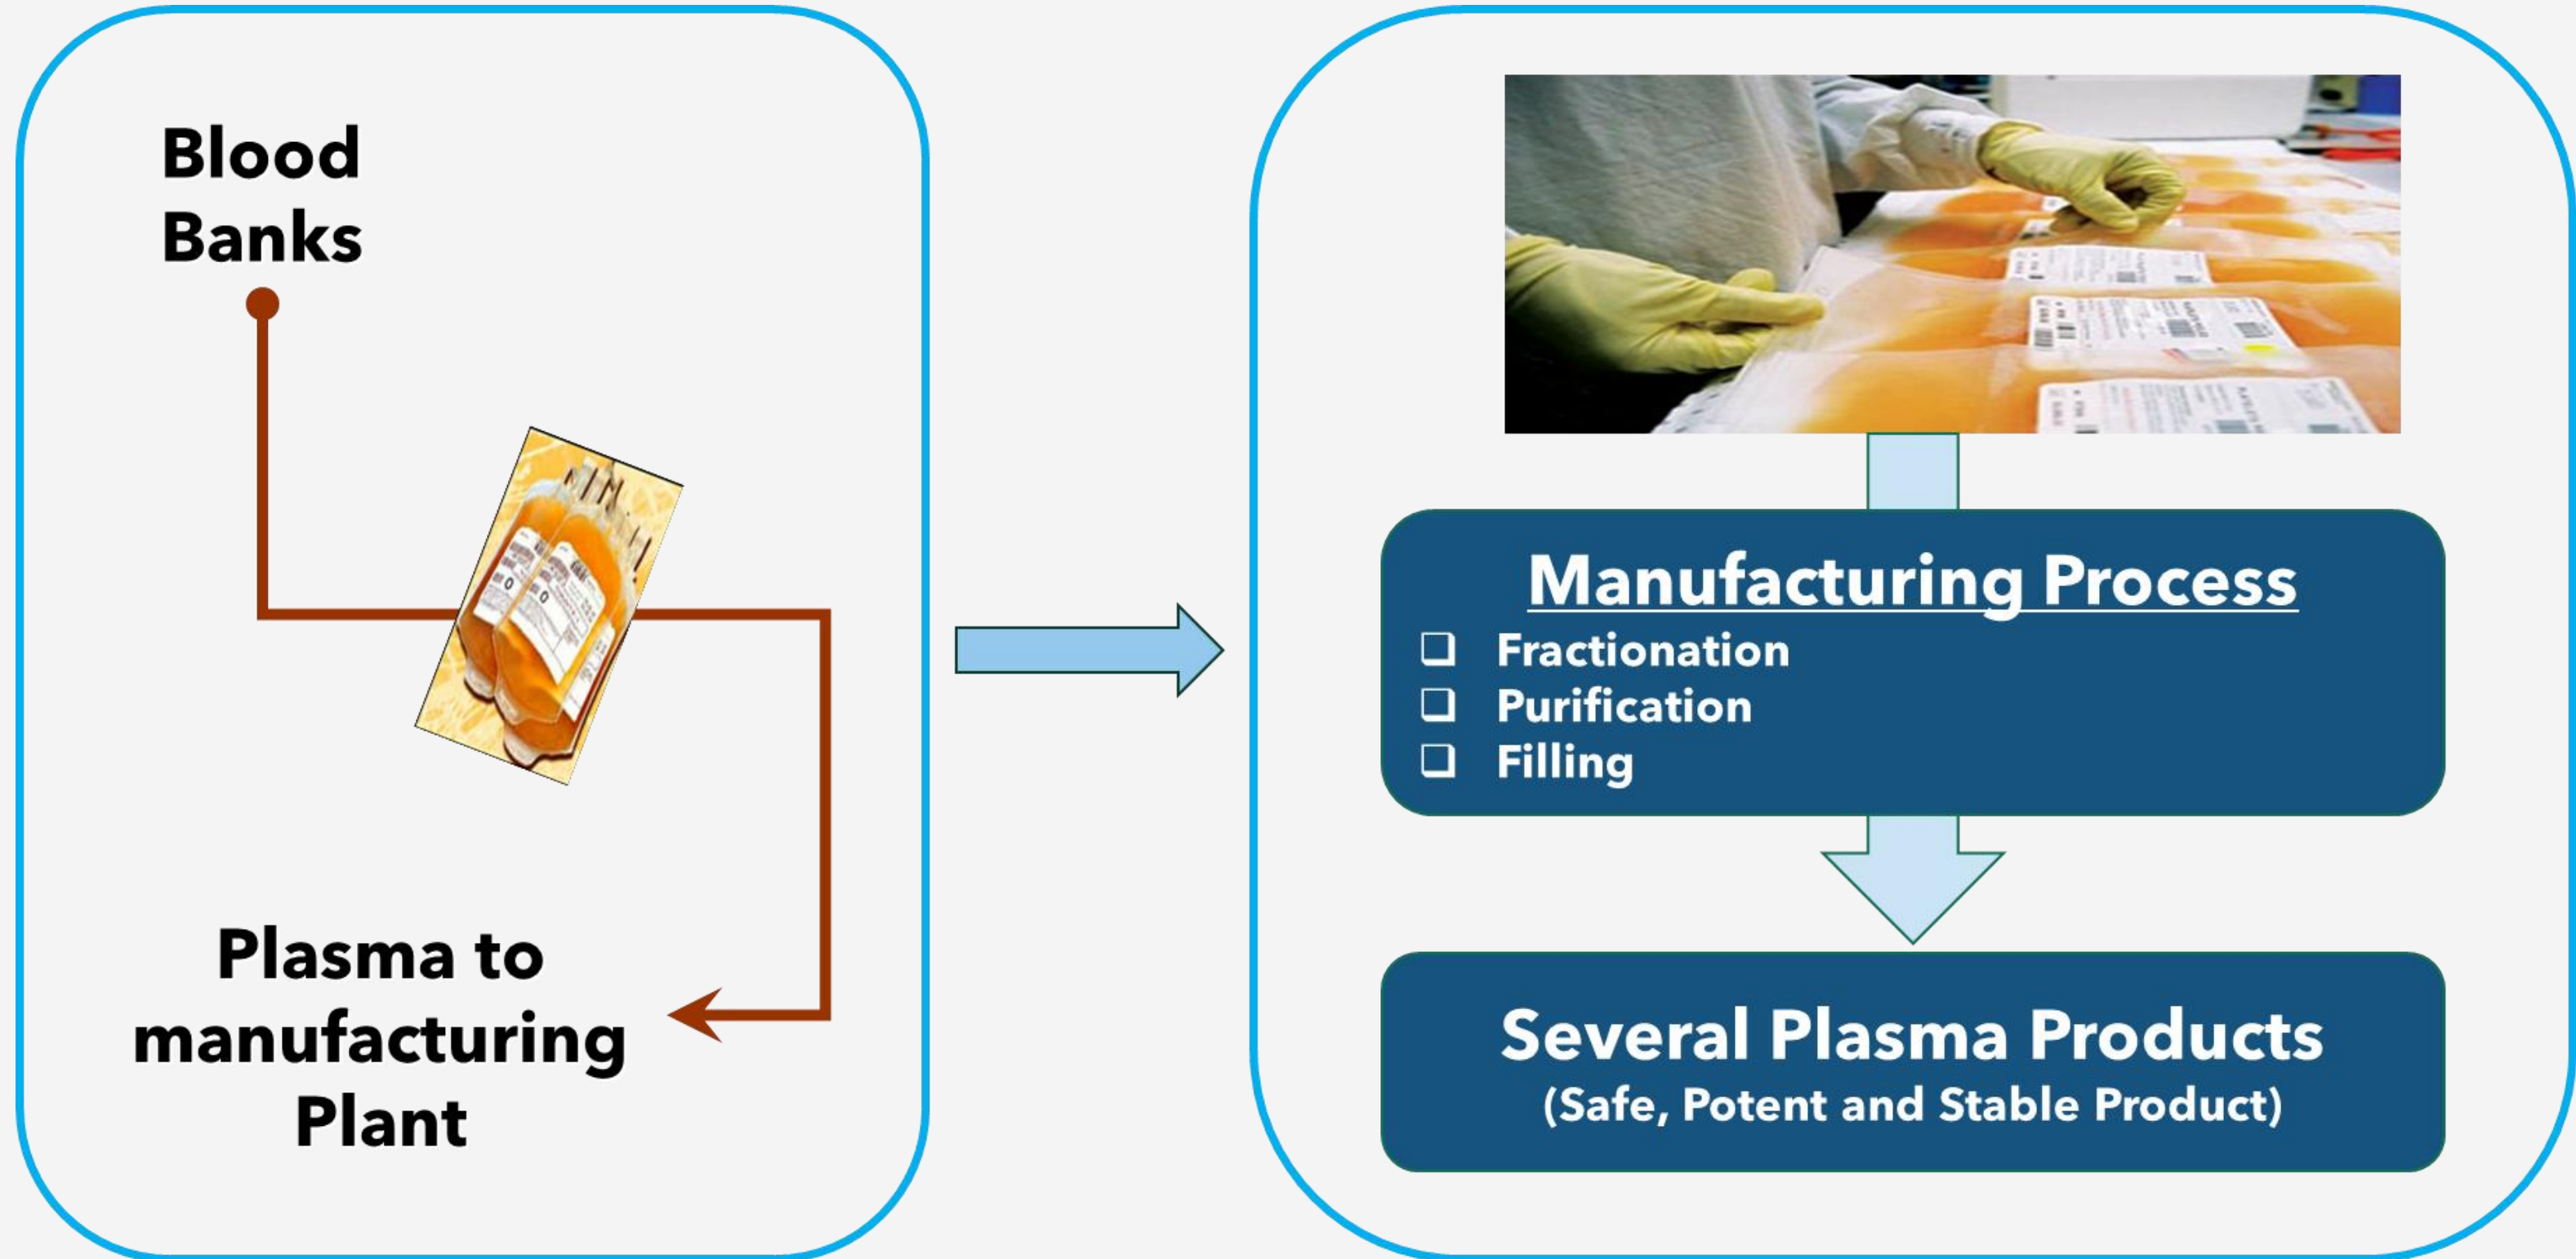 Blood
Banks
Plasma to
manufacturing
Plant
Manufacturing Process
❑ Fractionation
❑ Purification
❑ Filling
Several Plasma Products
(Safe, Potent and Stable Product)